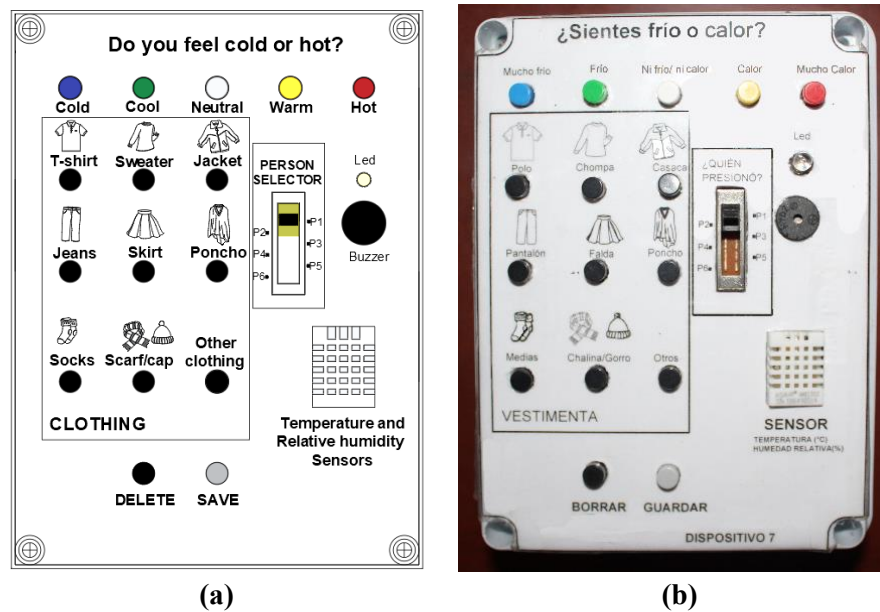 Do you feel cold or hot?
Cold Cool Neutral Warm Hot
T-shirt Sweater Jacket
PERSON
SELECTOR
Led
P1
P2
P3
P4
P5
P6
Buzzer
Jeans Skirt Poncho
Socks Scarf/cap Other
clothing
CLOTHING
Temperature and
Relative humidity
Sensors
DELETE SAVE
(a)
¿Sientes frío o calor?
Mucho frio Frío Ni frío/ ni calor Calor Mucho Calor
Led
Polo Chompa Casaca
¿QUIÉN
PRESIONÓ?
P1
P2
P3
P4
P5
P6
Pantalón Falda Poncho
Medias Chalina/Gorro Otros
VESTIMENTA
SENSOR
TEMPERATURA (°C)
HUMEDAD RELATIVA(%)
BORRAR GUARDAR
DISPOSITIVO 7
(b)